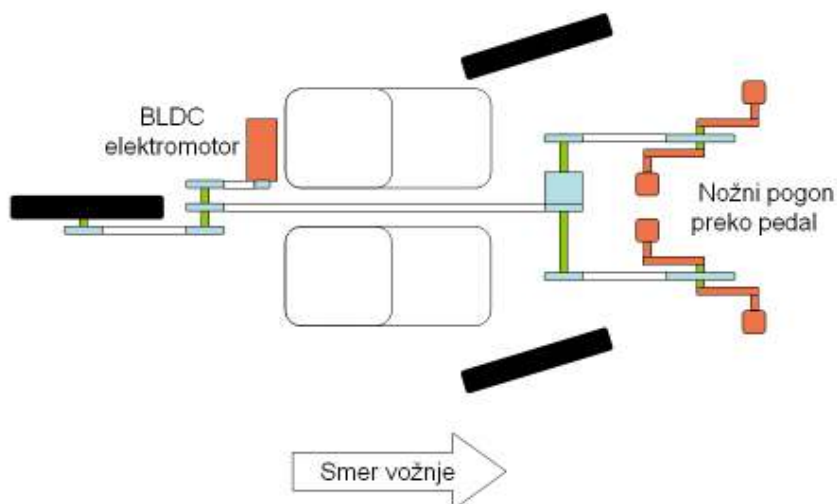 BLDC
elektromotor
Nožni pogon
preko pedal
Smer vožnje